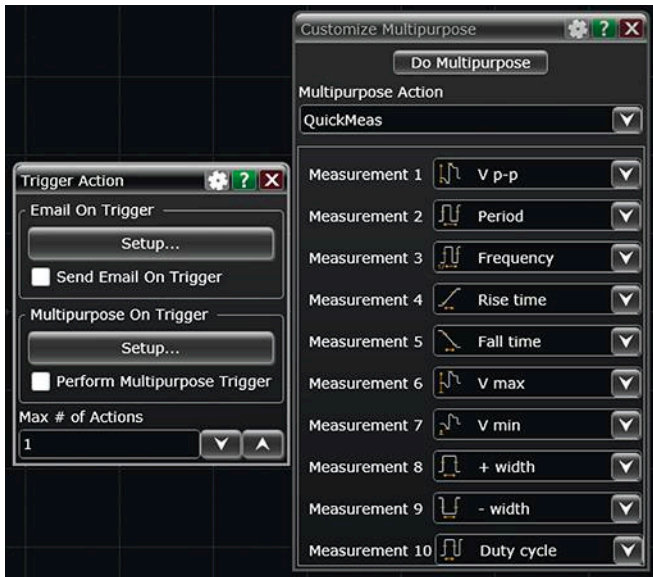 Trigger Action
?
X
Email On Trigger
Setup...
Send Email On Trigger
Multipurpose On Trigger
Setup...
Perform Multipurpose Trigger
Max # of Actions
1
Customize Multipurpose
?
X
Do Multipurpose
Multipurpose Action
QuickMeas
Measurement 1 V p-p
Measurement 2 Period
Measurement 3 Frequency
Measurement 4 Rise time
Measurement 5 Fall time
Measurement 6 V max
Measurement 7 V min
Measurement 8 + width
Measurement 9 - width
Measurement 10 Duty cycle